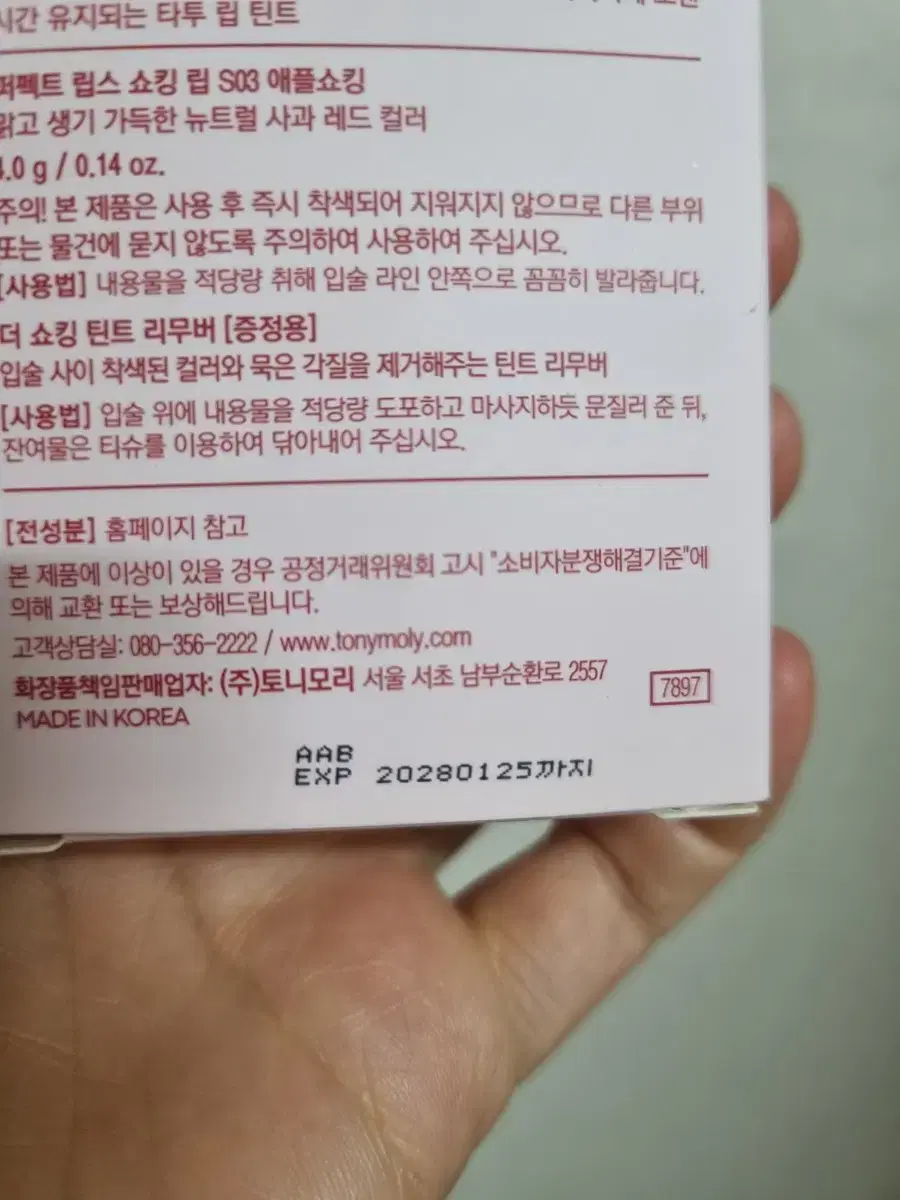 시간 유지되는 타투 립 틴트
퍼펙트 립스 쇼킹 립 S03 애플쇼킹
맑고 생기 가득한 뉴트럴 사과 레드 컬러
4.0 g / 0.14 oz.
주의! 본 제품은 사용 후 즉시 착색되어 지워지지 않으므로 다른 부위
또는 물건에 묻지 않도록 주의하여 사용하여 주십시오.
[사용법] 내용물을 적당량 취해 입술 라인 안쪽으로 꼼꼼히 발라줍니다.
더 쇼킹 틴트 리무버 [증정용]
입술 사이 착색된 컬러와 묵은 각질을 제거해주는 틴트 리무버
[사용법] 입술 위에 내용물을 적당량 도포하고 마사지하듯 문질러 준 뒤,
잔여물은 티슈를 이용하여 닦아내어 주십시오.
[전성분] 홈페이지 참고
본 제품에 이상이 있을 경우 공정거래위원회 고시 "소비자분쟁해결기준"에
의해 교환 또는 보상해드립니다.
고객상담실: 080-356-2222 / www.tonymoly.com
화장품책임판매업자: (주)토니모리 서울 서초 남부순환로 2557
7897
MADE IN KOREA
AAB
EXP 20280125까지